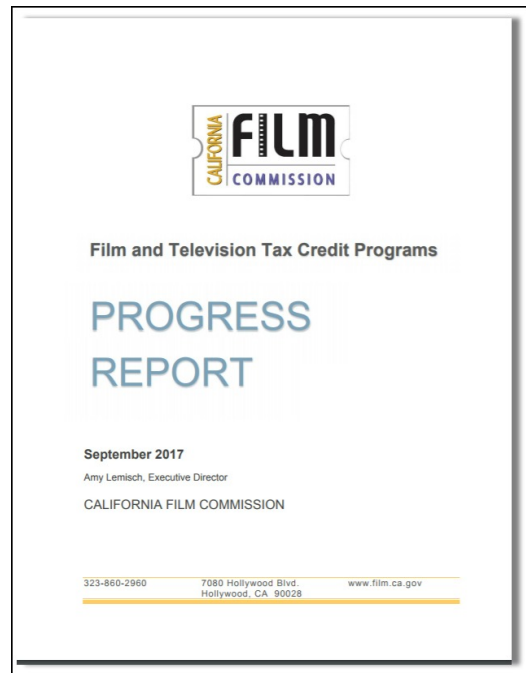 CALIFORNIA
FILM
COMMISSION
Film and Television Tax Credit Programs
PROGRESS
REPORT
September 2017
Amy Lemisch, Executive Director
CALIFORNIA FILM COMMISSION
323-860-2960 7080 Hollywood Blvd. www.film.ca.gov
Hollywood, CA 90028